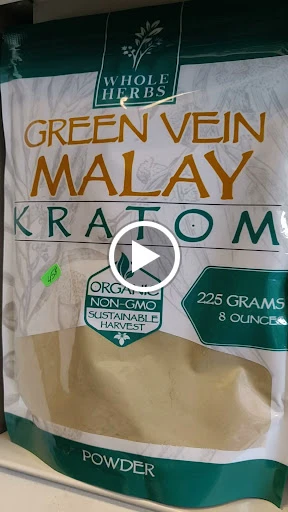 WHOLE
HERBS
GREEN VEIN
MALAY
KRATOM
ORGANIC
NON-GMO
SUSTAINABLE
HARVEST
225 GRAMS
8 OUNCES
POWDER